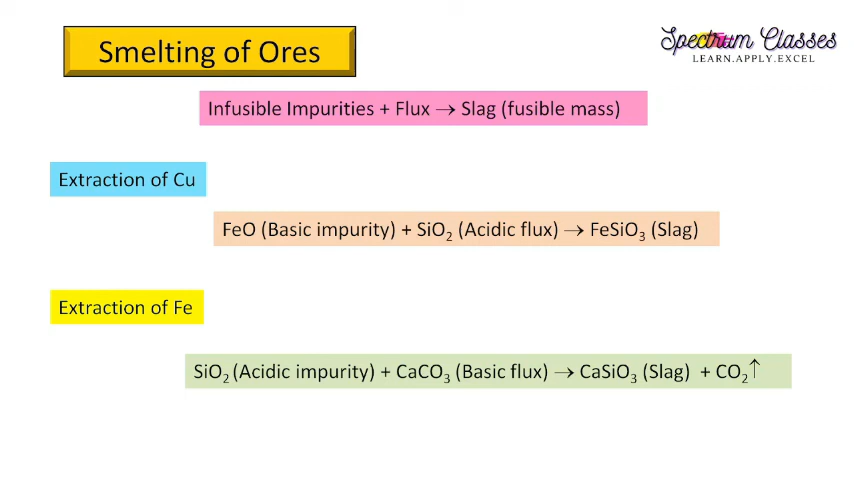 Smelting of Ores
Spectrum Classes
LEARN.APPLY.EXCEL
Infusible Impurities + Flux → Slag (fusible mass)
Extraction of Cu
FeO (Basic impurity) + SiO₂ (Acidic flux) → FeSiO₃ (Slag)
Extraction of Fe
SiO₂ (Acidic impurity) + CaCO₃ (Basic flux) → CaSiO₃ (Slag) + CO₂↑